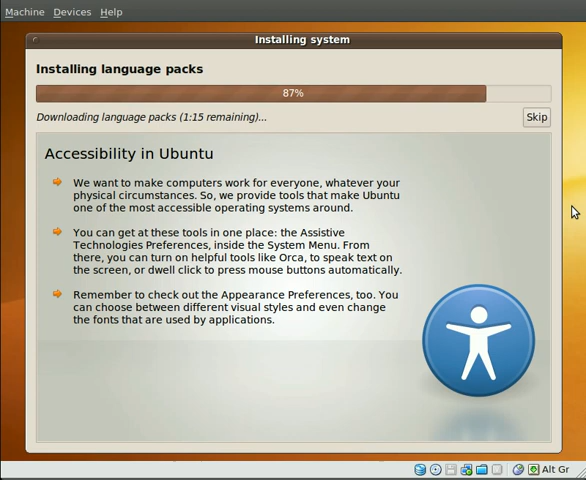 Machine Devices Help
Installing system
Installing language packs
87%
Downloading language packs (1:15 remaining)...
Skip
Accessibility in Ubuntu
We want to make computers work for everyone, whatever your
physical circumstances. So, we provide tools that make Ubuntu
one of the most accessible operating systems around.
You can get at these tools in one place: the Assistive
Technologies Preferences, inside the System Menu. From
there, you can turn on helpful tools like Orca, to speak text on
the screen, or dwell click to press mouse buttons automatically.
Remember to check out the Appearance Preferences, too. You
can choose between different visual styles and even change
the fonts that are used by applications.
Alt Gr